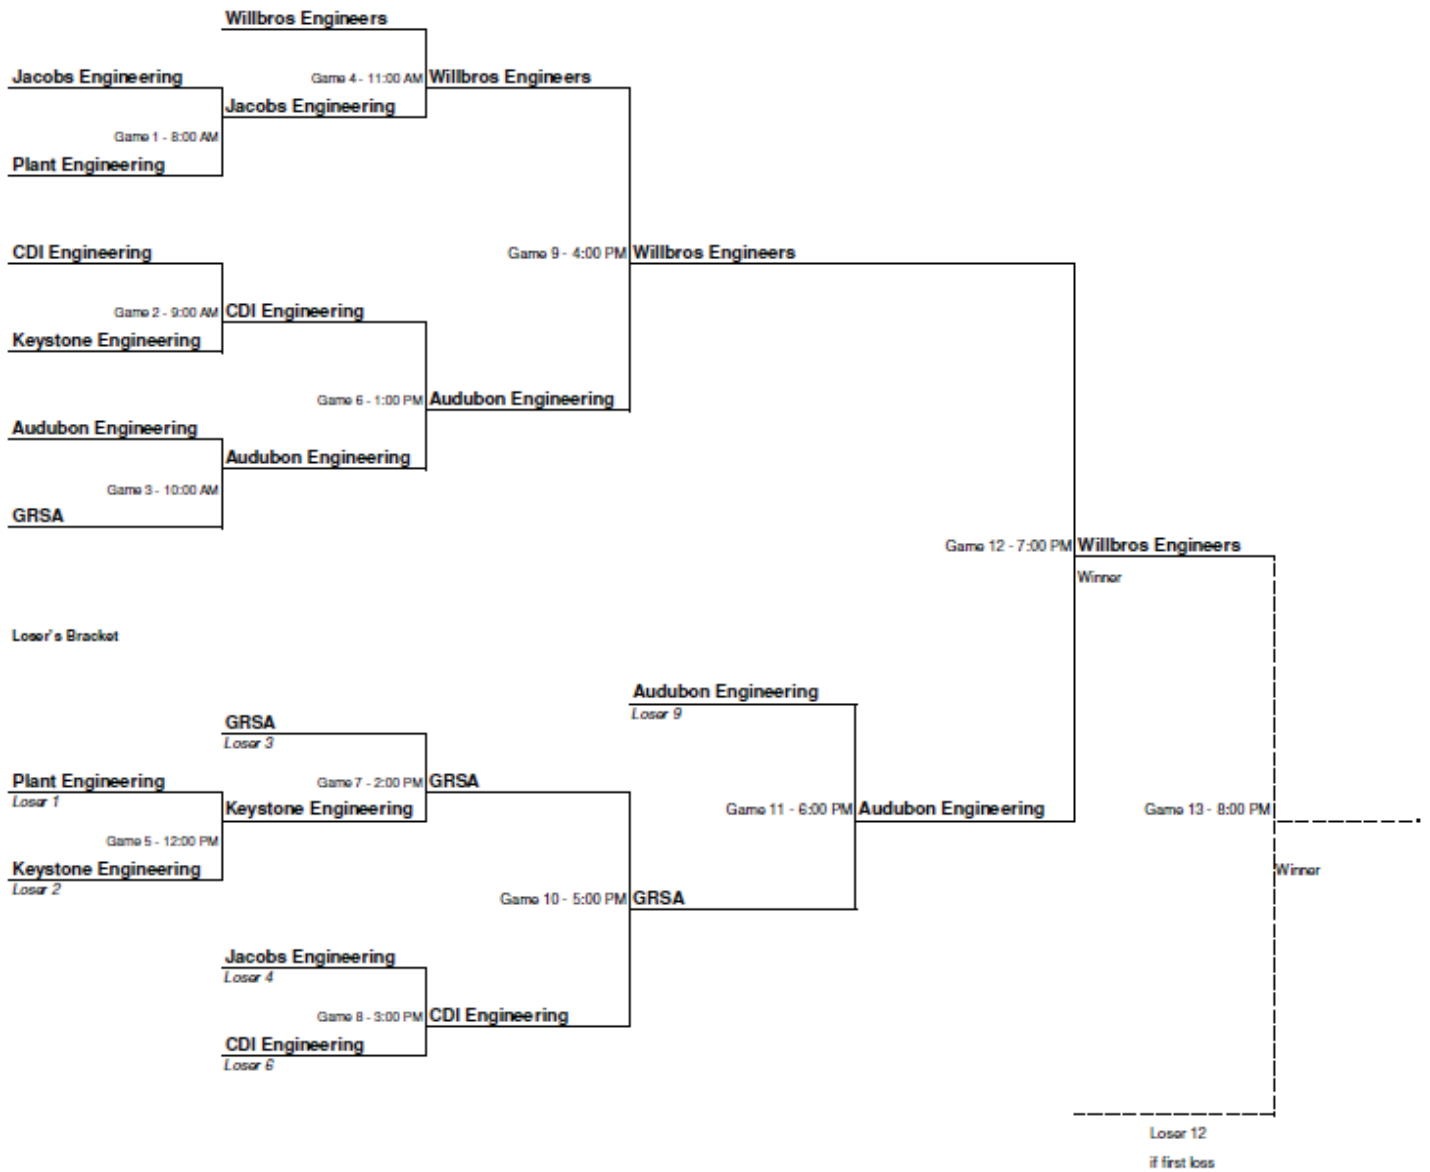 Willbros Engineers
Jacobs Engineering
Game 4 - 11:00 AM
Willbros Engineers
Jacobs Engineering
Game 1 - 8:00 AM
Plant Engineering
CDI Engineering
Game 9 - 4:00 PM
Willbros Engineers
Game 2 - 9:00 AM
CDI Engineering
Keystone Engineering
Game 6 - 1:00 PM
Audubon Engineering
Audubon Engineering
Audubon Engineering
Game 3 - 10:00 AM
GRSA
Game 12 - 7:00 PM
Willbros Engineers
Winner
Loser's Bracket
Audubon Engineering
Loser 9
GRSA
Loser 3
Plant Engineering
Loser 1
Game 7 - 2:00 PM
GRSA
Keystone Engineering
Game 11 - 6:00 PM
Audubon Engineering
Game 13 - 8:00 PM
Game 5 - 12:00 PM
Keystone Engineering
Loser 2
Winner
Game 10 - 5:00 PM
GRSA
Jacobs Engineering
Loser 4
Game 8 - 3:00 PM
CDI Engineering
CDI Engineering
Loser 6
Loser 12
if first loss